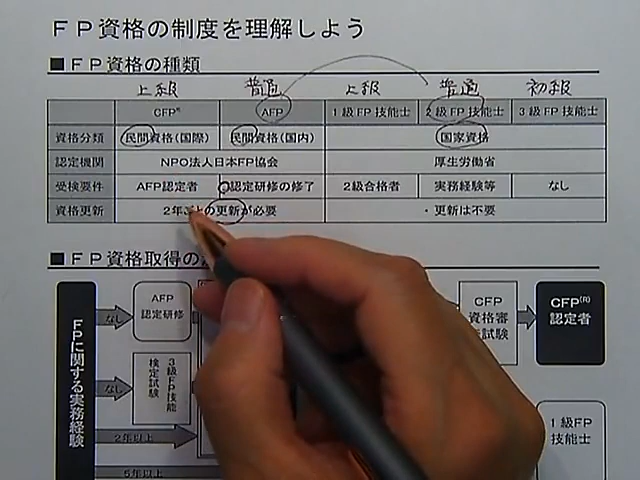 ＦＰ資格の制度を理解しよう
■ＦＰ資格の種類
上級 普通 上級 普通 初級
CFP® AFP １級FP技能士 ２級FP技能士 ３級FP技能士
資格分類 民間資格(国際) 民間資格(国内) 国家資格
認定機関 NPO法人日本FP協会 厚生労働省
受検要件 AFP認定者 認定研修の修了 2級合格者 実務経験等 なし
資格更新 ２年ごとの更新が必要 ・更新は不要
■ＦＰ資格取得の
ＦＰに関する実務経験
なし
AFP
認定研修
なし
３級FP技能
検定試験
２年以上
５年以上
CFP
資格審
試験
CFP(R)
認定者
１級FP
技能士